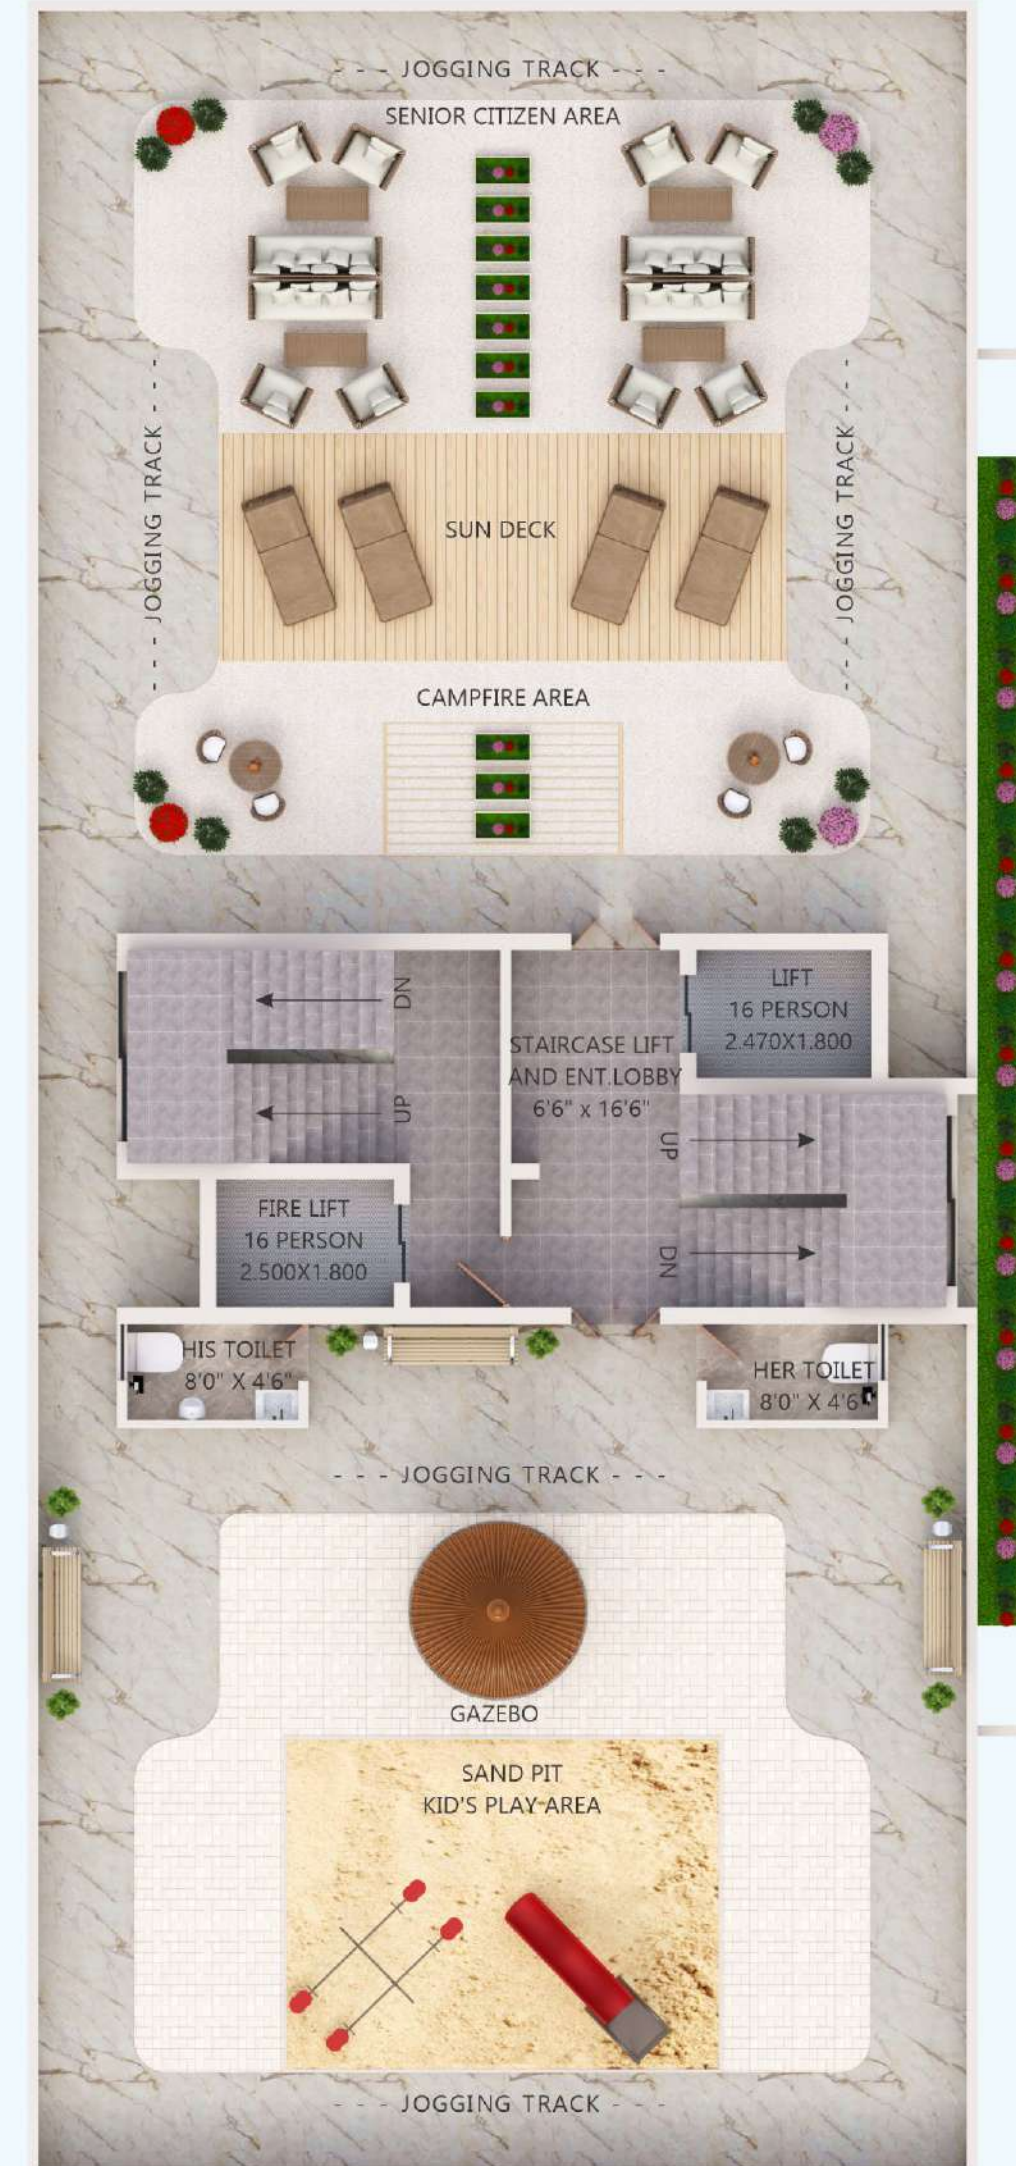 - - - JOGGING TRACK - - -
SENIOR CITIZEN AREA
- - - JOGGING TRACK - - -
- - - JOGGING TRACK - - -
SUN DECK
CAMPFIRE AREA
DN
UP
LIFT
16 PERSON
2.470X1.800
STAIRCASE LIFT
AND ENT.LOBBY
6'6" x 16'6"
UP
DN
FIRE LIFT
16 PERSON
2.500X1.800
HIS TOILET
8'0" X 4'6"
HER TOILET
8'0" X 4'6"
- - - JOGGING TRACK - - -
GAZEBO
SAND PIT
KID'S PLAY AREA
- - - JOGGING TRACK - - -